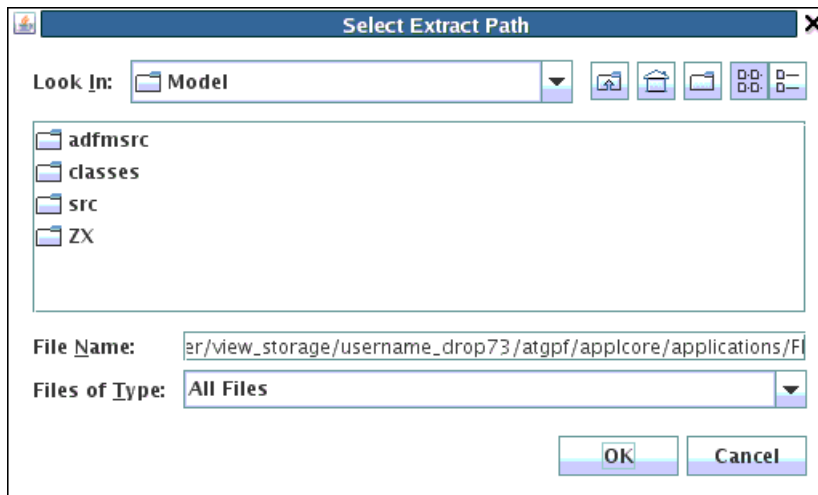 Select Extract Path
Look In: Model
adfmsrc
classes
src
ZX
File Name: er/view_storage/username_drop73/atgpf/applcore/applications/Fl
Files of Type: All Files
OK Cancel